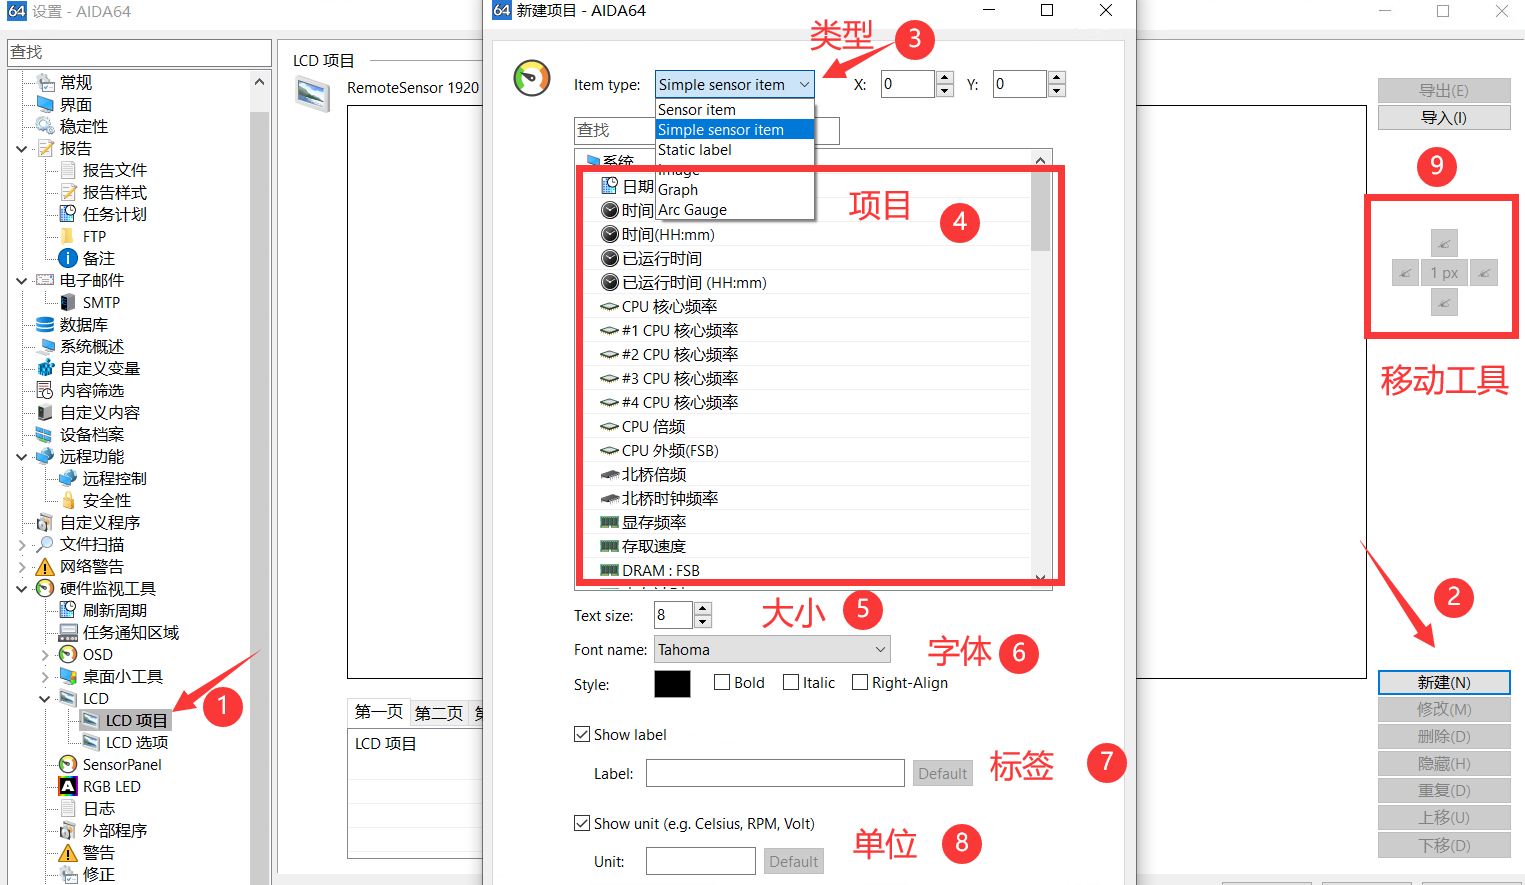 设置 - AIDA64
查找
常规
界面
稳定性
报告
报告文件
报告样式
任务计划
FTP
备注
电子邮件
SMTP
数据库
系统概述
自定义变量
内容筛选
自定义内容
设备档案
远程功能
远程控制
安全性
自定义程序
文件扫描
网络警告
硬件监视工具
刷新周期
任务通知区域
OSD
桌面小工具
LCD
LCD 项目
LCD 选项
SensorPanel
RGB LED
日志
外部程序
警告
修正
1
LCD 项目
RemoteSensor 1920
第一页 第二页
LCD 项目
新建项目 - AIDA64
类型 3
Item type: Simple sensor item X: 0 Y: 0
Sensor item
Simple sensor item
Static label
Image
Graph
Arc Gauge
查找
系统
日期
时间
时间(HH:mm)
已运行时间
已运行时间 (HH:mm)
CPU 核心频率
#1 CPU 核心频率
#2 CPU 核心频率
#3 CPU 核心频率
#4 CPU 核心频率
CPU 倍频
CPU 外频(FSB)
北桥倍频
北桥时钟频率
显存频率
存取速度
DRAM : FSB
项目 4
Text size: 8 大小 5
Font name: Tahoma 字体 6
Style: Bold Italic Right-Align
Show label
Label: Default 标签 7
Show unit (e.g. Celsius, RPM, Volt)
Unit: Default 单位 8
导出(E)
导入(I)
9
1 px
移动工具
2
新建(N)
修改(M)
删除(D)
隐藏(H)
重复(D)
上移(U)
下移(D)